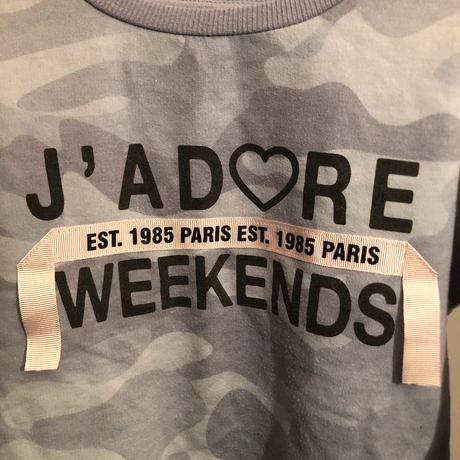 J'AD♡RE
EST. 1985 PARIS EST. 1985 PARIS
WEEKENDS